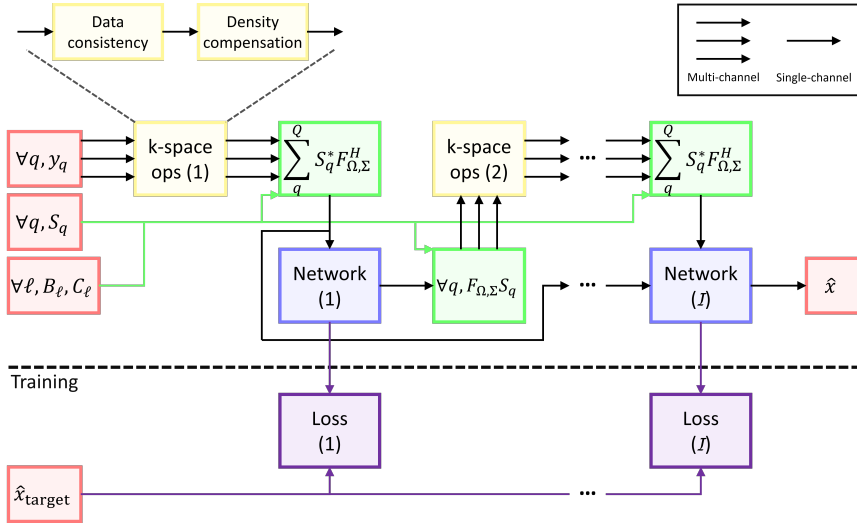 Data
consistency
Density
compensation
Multi-channel
Single-channel
∀q, y_q
k-space
ops (1)
∑_q^Q S_q^* F_{Ω,Σ}^H
k-space
ops (2)
···
∑_q^Q S_q^* F_{Ω,Σ}^H
∀q, S_q
∀ℓ, B_ℓ, C_ℓ
Network
(1)
∀q, F_{Ω,Σ} S_q
···
Network
(I)
x̂
Training
Loss
(1)
Loss
(I)
x̂_target
···